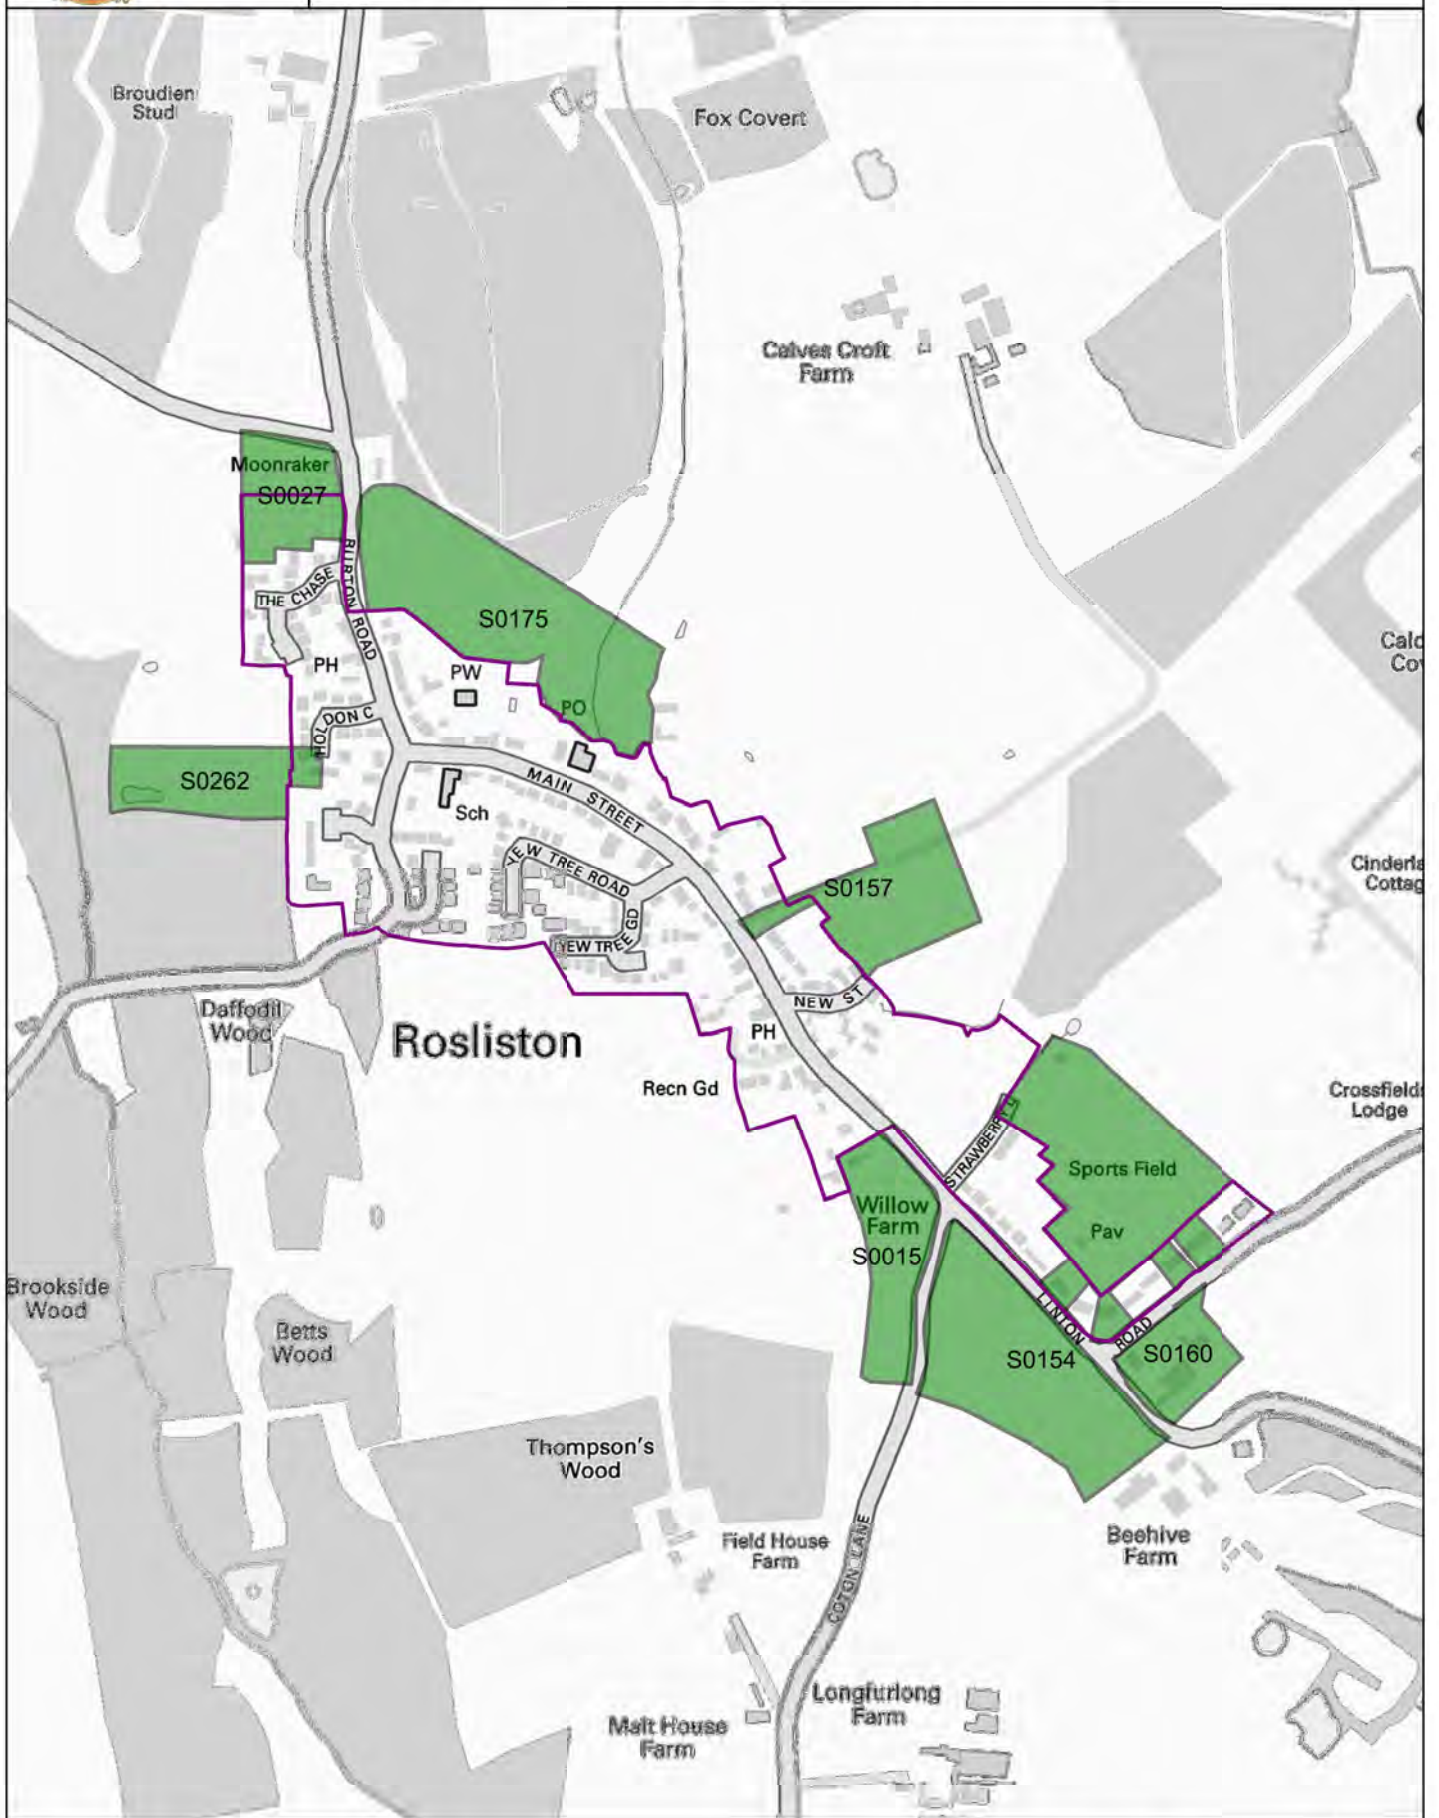 Broudien
Stud
Fox Covert
Calves Croft
Farm
Moonraker
S0027
BURTON ROAD
THE CHASE
S0175
PH
PW
PO
HOLDON C
S0262
MAIN STREET
Sch
YEW TREE ROAD
S0157
YEW TREE GD
NEW ST
Daffodil
Wood
Rosliston
PH
Recn Gd
Cald
Cov
Cinderla
Cottag
Crossfields
Lodge
STRAWBERRY
Sports Field
Pav
Willow
Farm
S0015
LINTON ROAD
S0154
S0160
Brookside
Wood
Betts
Wood
Thompson's
Wood
Field House
Farm
COTON LANE
Beehive
Farm
Longfurlong
Farm
Malt House
Farm